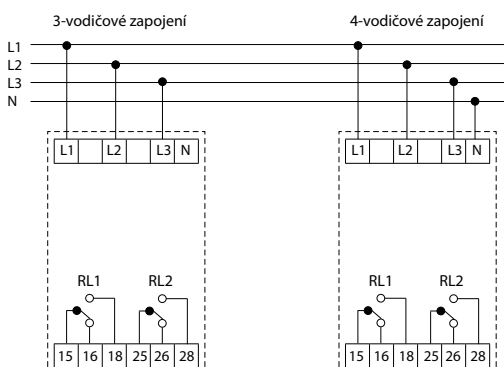 3-vodičové zapojení 4-vodičové zapojení
L1
L2
L3
N
L1 L2 L3 N L1 L2 L3 N
RL1 RL2 RL1 RL2
15 16 18 25 26 28 15 16 18 25 26 28